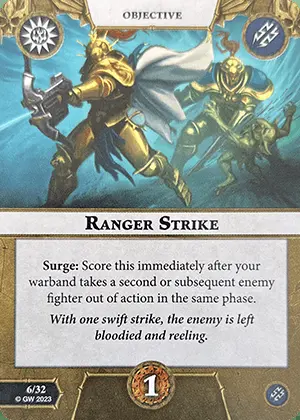 OBJECTIVE
RANGER STRIKE
Surge: Score this immediately after your
warband takes a second or subsequent enemy
fighter out of action in the same phase.
With one swift strike, the enemy is left
bloodied and reeling.
6/32
© GW 2023
1